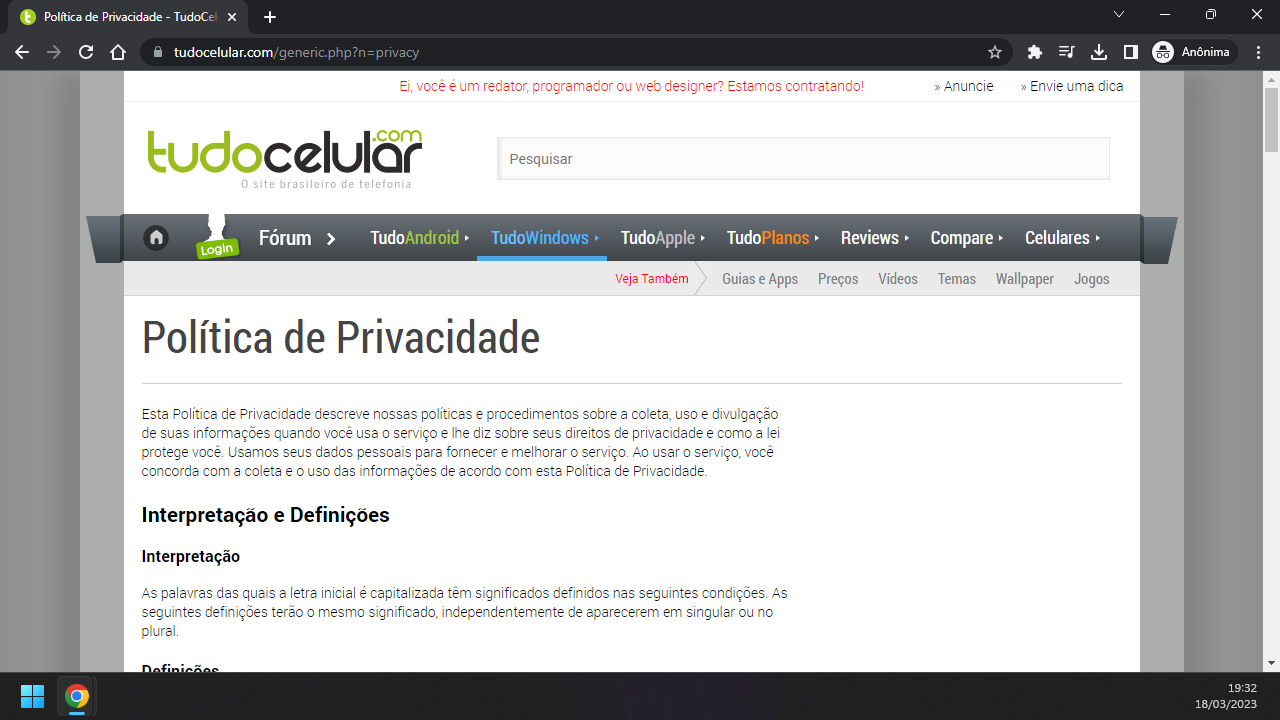 Política de Privacidade - TudoCel
tudocelular.com/generic.php?n=privacy
Anônima
Ei, você é um redator, programador ou web designer? Estamos contratando!
» Anuncie
» Envie uma dica
tudocelular.com
O site brasileiro de telefonia
Pesquisar
Login
Fórum
TudoAndroid
TudoWindows
TudoApple
TudoPlanos
Reviews
Compare
Celulares
Veja Também
Guias e Apps
Preços
Vídeos
Temas
Wallpaper
Jogos
Política de Privacidade
Esta Política de Privacidade descreve nossas políticas e procedimentos sobre a coleta, uso e divulgação
de suas informações quando você usa o serviço e lhe diz sobre seus direitos de privacidade e como a lei
protege você. Usamos seus dados pessoais para fornecer e melhorar o serviço. Ao usar o serviço, você
concorda com a coleta e o uso das informações de acordo com esta Política de Privacidade.
Interpretação e Definições
Interpretação
As palavras das quais a letra inicial é capitalizada têm significados definidos nas seguintes condições. As
seguintes definições terão o mesmo significado, independentemente de aparecerem em singular ou no
plural.
Definições
19:32
18/03/2023